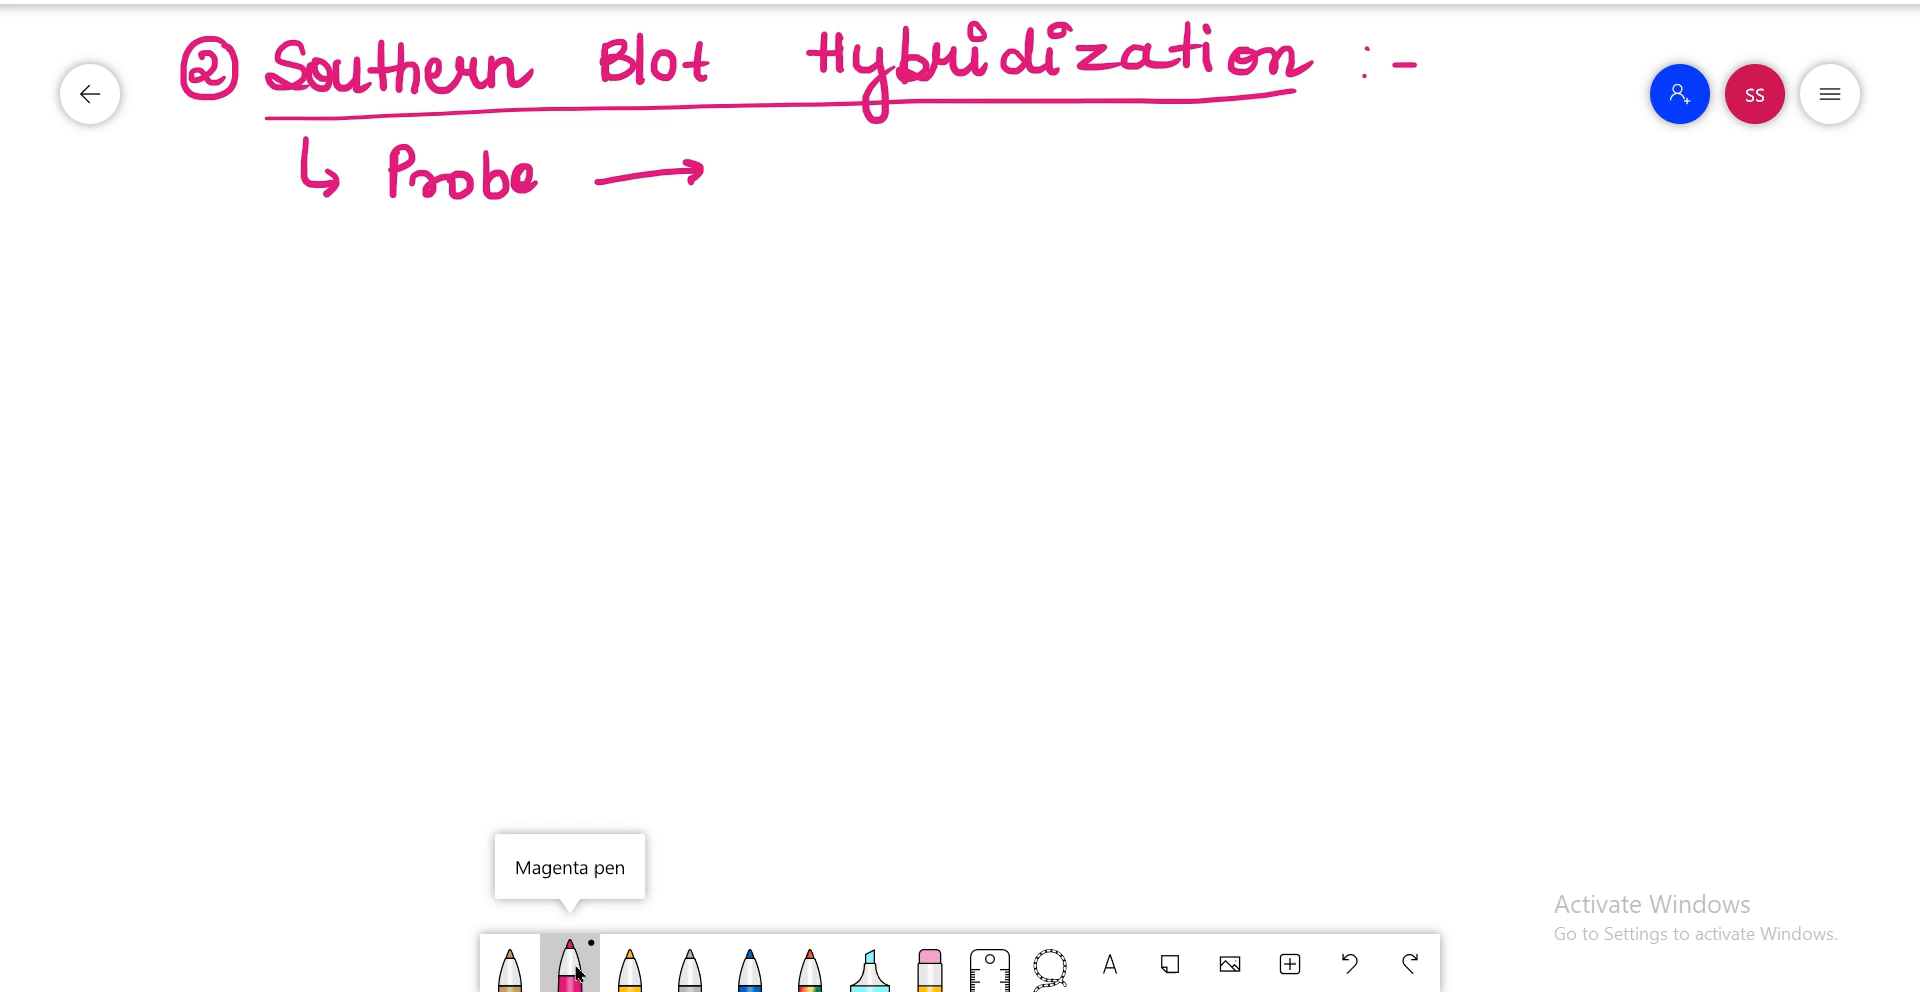 ② Southern Blot Hybridization :-
↳ Probe →
SS
Magenta pen
Activate Windows
Go to Settings to activate Windows.